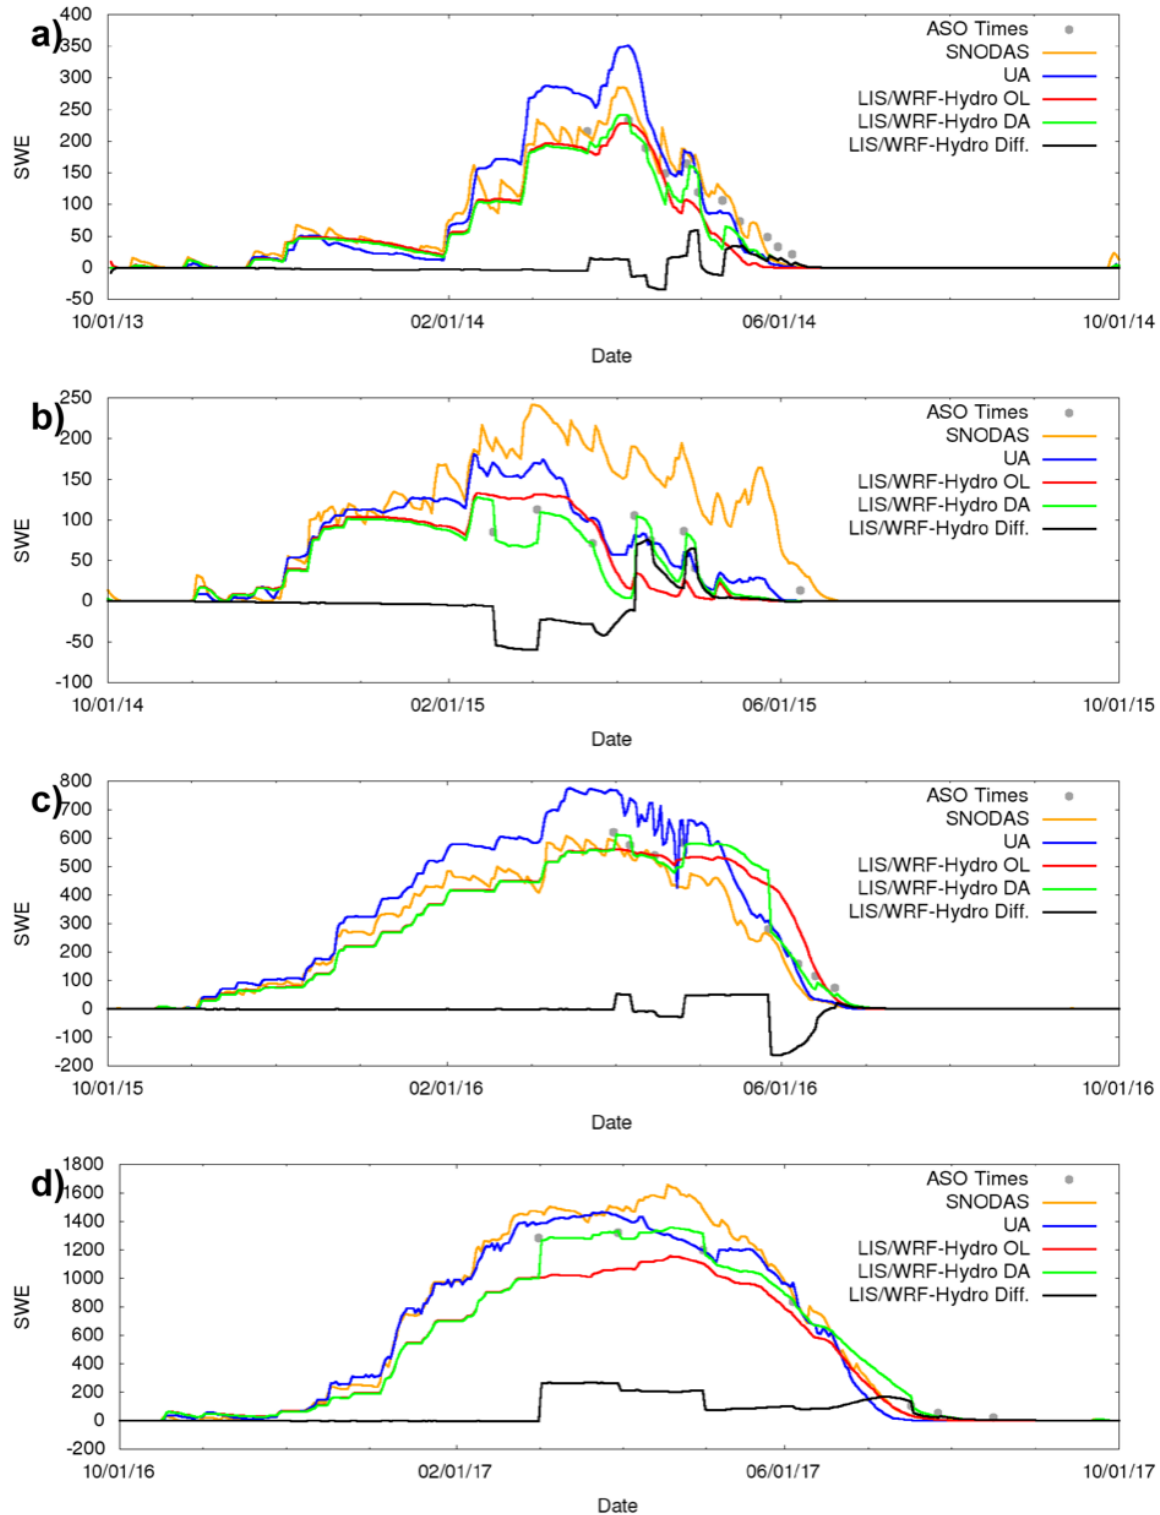 a)
400
350
300
250
200
150
100
50
0
-50
SWE
10/01/13
02/01/14
06/01/14
10/01/14
Date
ASO Times
SNODAS
UA
LIS/WRF-Hydro OL
LIS/WRF-Hydro DA
LIS/WRF-Hydro Diff.
b)
250
200
150
100
50
0
-50
-100
SWE
10/01/14
02/01/15
06/01/15
10/01/15
Date
ASO Times
SNODAS
UA
LIS/WRF-Hydro OL
LIS/WRF-Hydro DA
LIS/WRF-Hydro Diff.
c)
800
700
600
500
400
300
200
100
0
-100
-200
SWE
10/01/15
02/01/16
06/01/16
10/01/16
Date
ASO Times
SNODAS
UA
LIS/WRF-Hydro OL
LIS/WRF-Hydro DA
LIS/WRF-Hydro Diff.
d)
1800
1600
1400
1200
1000
800
600
400
200
0
-200
SWE
10/01/16
02/01/17
06/01/17
10/01/17
Date
ASO Times
SNODAS
UA
LIS/WRF-Hydro OL
LIS/WRF-Hydro DA
LIS/WRF-Hydro Diff.